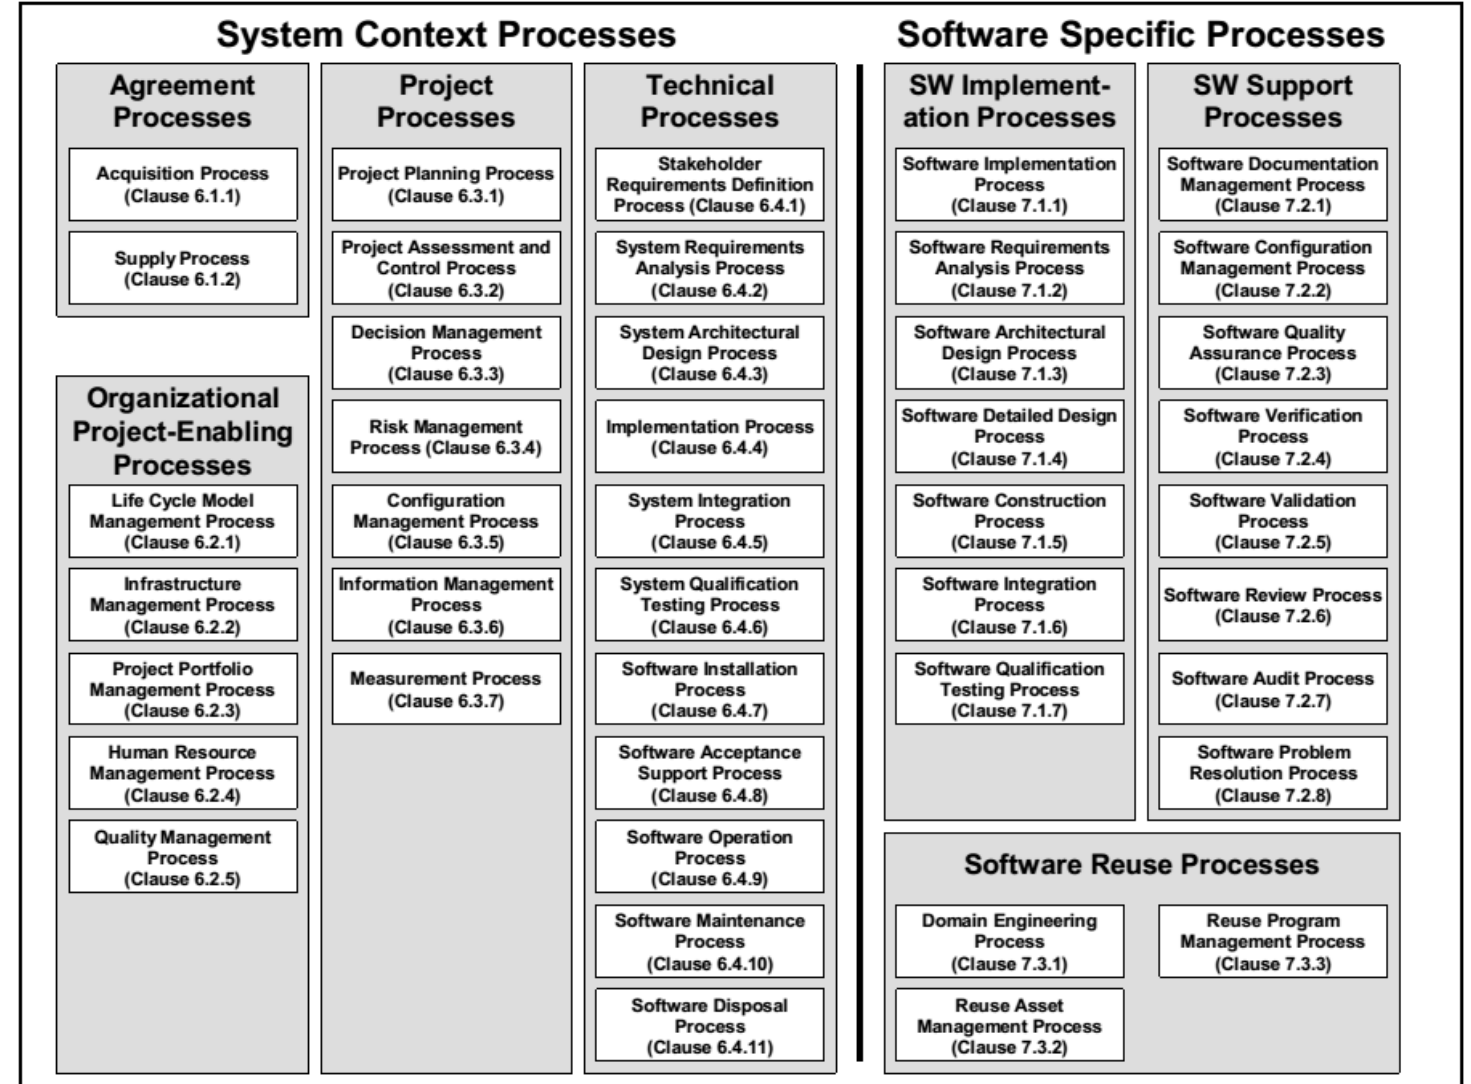 System Context Processes
Agreement
Processes
Acquisition Process
(Clause 6.1.1)
Supply Process
(Clause 6.1.2)
Organizational
Project-Enabling
Processes
Life Cycle Model
Management Process
(Clause 6.2.1)
Infrastructure
Management Process
(Clause 6.2.2)
Project Portfolio
Management Process
(Clause 6.2.3)
Human Resource
Management Process
(Clause 6.2.4)
Quality Management
Process
(Clause 6.2.5)
Project
Processes
Project Planning Process
(Clause 6.3.1)
Project Assessment and
Control Process
(Clause 6.3.2)
Decision Management
Process
(Clause 6.3.3)
Risk Management
Process (Clause 6.3.4)
Configuration
Management Process
(Clause 6.3.5)
Information Management
Process
(Clause 6.3.6)
Measurement Process
(Clause 6.3.7)
Technical
Processes
Stakeholder
Requirements Definition
Process (Clause 6.4.1)
System Requirements
Analysis Process
(Clause 6.4.2)
System Architectural
Design Process
(Clause 6.4.3)
Implementation Process
(Clause 6.4.4)
System Integration
Process
(Clause 6.4.5)
System Qualification
Testing Process
(Clause 6.4.6)
Software Installation
Process
(Clause 6.4.7)
Software Acceptance
Support Process
(Clause 6.4.8)
Software Operation
Process
(Clause 6.4.9)
Software Maintenance
Process
(Clause 6.4.10)
Software Disposal
Process
(Clause 6.4.11)
Software Specific Processes
SW Implement-
ation Processes
Software Implementation
Process
(Clause 7.1.1)
Software Requirements
Analysis Process
(Clause 7.1.2)
Software Architectural
Design Process
(Clause 7.1.3)
Software Detailed Design
Process
(Clause 7.1.4)
Software Construction
Process
(Clause 7.1.5)
Software Integration
Process
(Clause 7.1.6)
Software Qualification
Testing Process
(Clause 7.1.7)
SW Support
Processes
Software Documentation
Management Process
(Clause 7.2.1)
Software Configuration
Management Process
(Clause 7.2.2)
Software Quality
Assurance Process
(Clause 7.2.3)
Software Verification
Process
(Clause 7.2.4)
Software Validation
Process
(Clause 7.2.5)
Software Review Process
(Clause 7.2.6)
Software Audit Process
(Clause 7.2.7)
Software Problem
Resolution Process
(Clause 7.2.8)
Software Reuse Processes
Domain Engineering
Process
(Clause 7.3.1)
Reuse Asset
Management Process
(Clause 7.3.2)
Reuse Program
Management Process
(Clause 7.3.3)